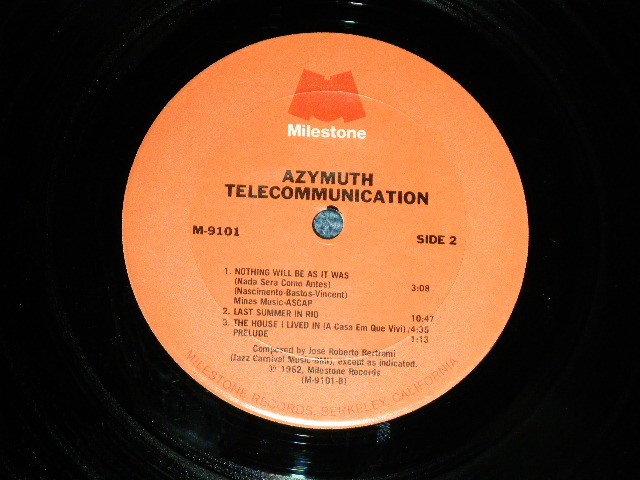 Milestone
AZYMUTH
TELECOMMUNICATION
M-9101
SIDE 2
1. NOTHING WILL BE AS IT WAS
(Nada Sera Como Antes)
(Nascimento-Bastos-Vincent) 3:08
Minas Music-ASCAP
2. LAST SUMMER IN RIO 10:47
3. THE HOUSE I LIVED IN (A Casa Em Que Vivi) 4:35
PRELUDE 1:13
Composed by José Roberto Bertrami
(Jazz Carnival Music-BMI), except as indicated.
℗ 1982, Milestone Records
(M-9101-B)
MILESTONE RECORDS, BERKELEY, CALIFORNIA